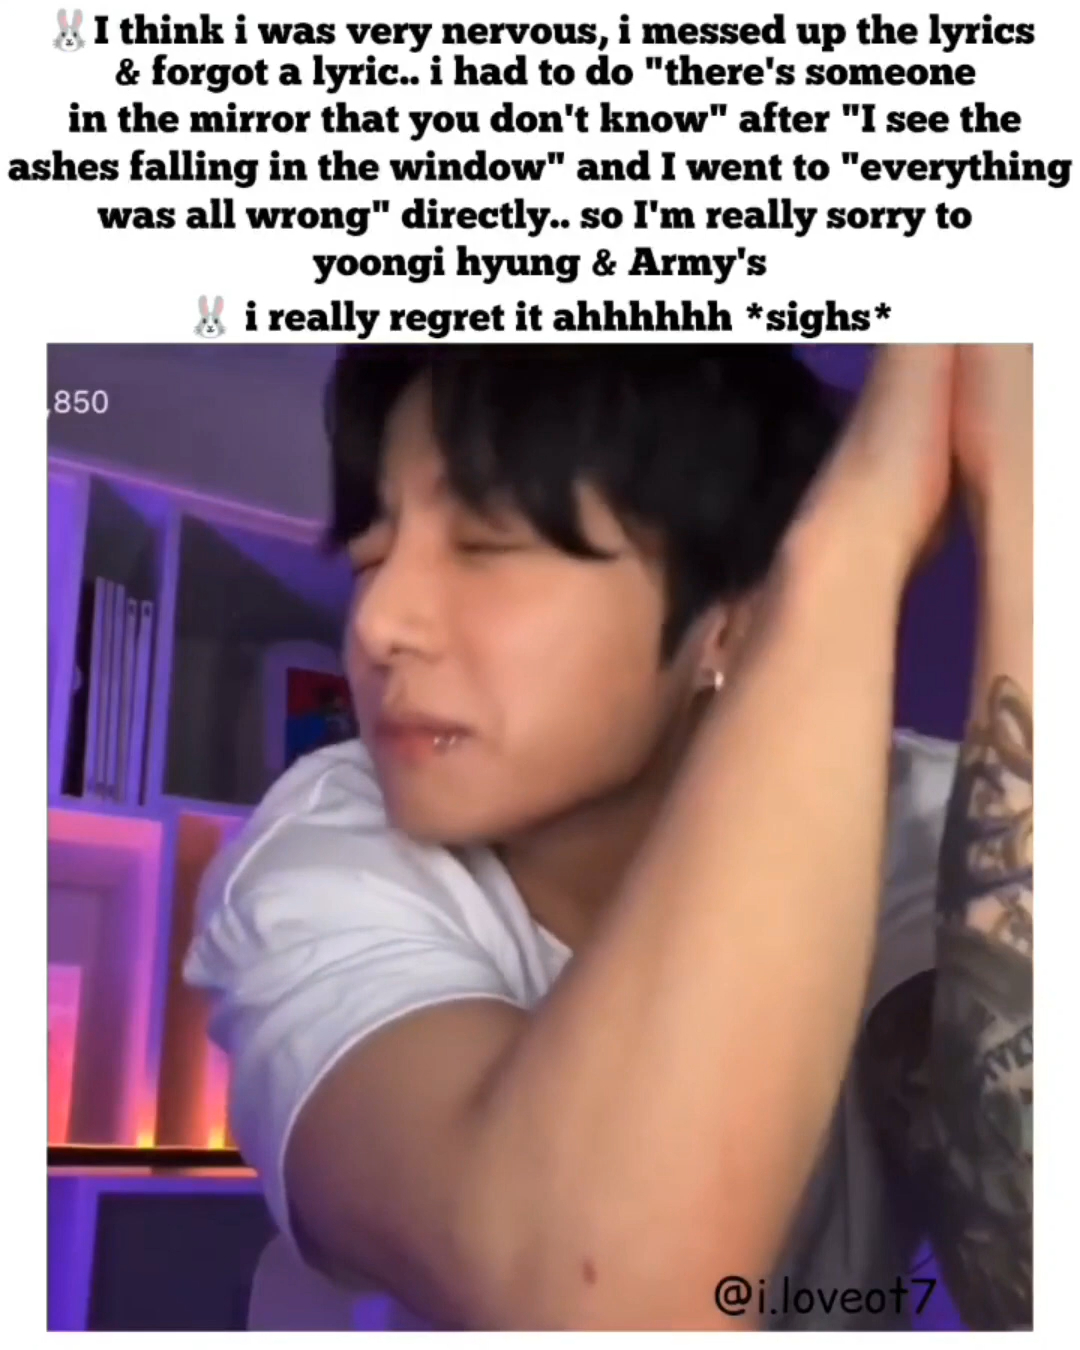 🐰I think i was very nervous, i messed up the lyrics
& forgot a lyric.. i had to do "there's someone
in the mirror that you don't know" after "I see the
ashes falling in the window" and I went to "everything
was all wrong" directly.. so I'm really sorry to
yoongi hyung & Army's
🐰 i really regret it ahhhhhh *sighs*
,850
@i.loveot7